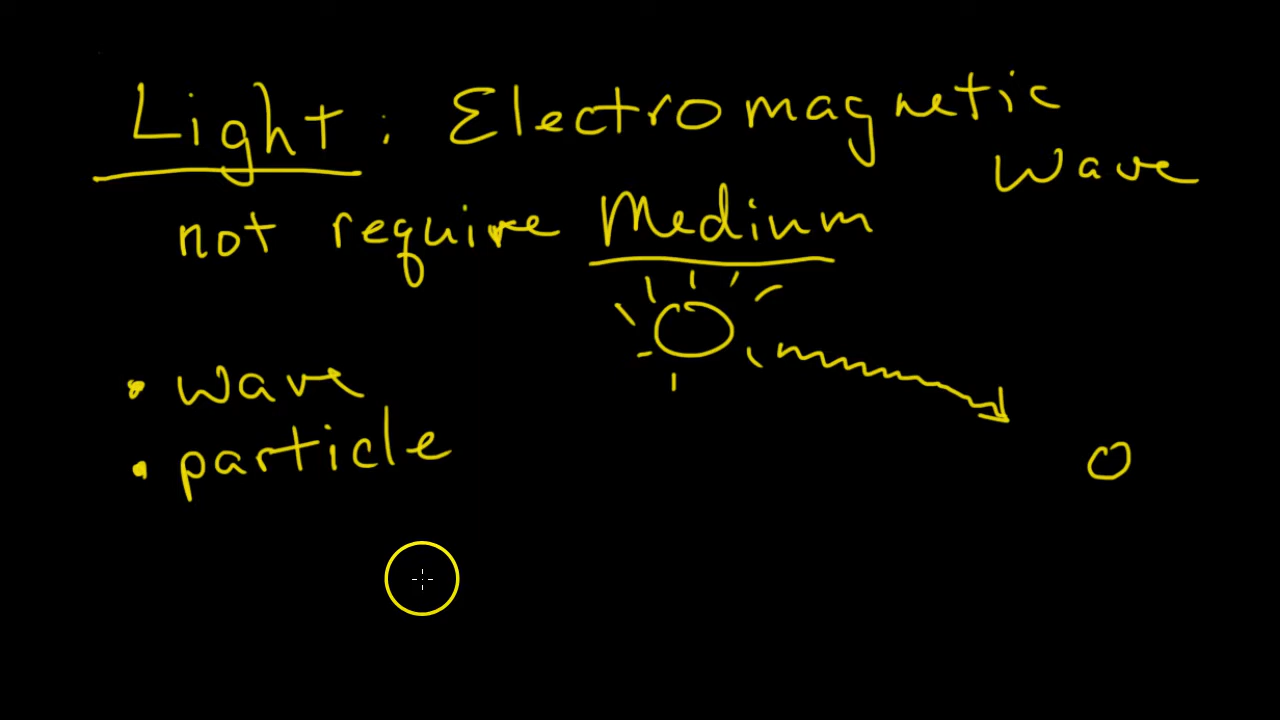 Light : Electromagnetic
Wave
not require Medium
• wave
• particle